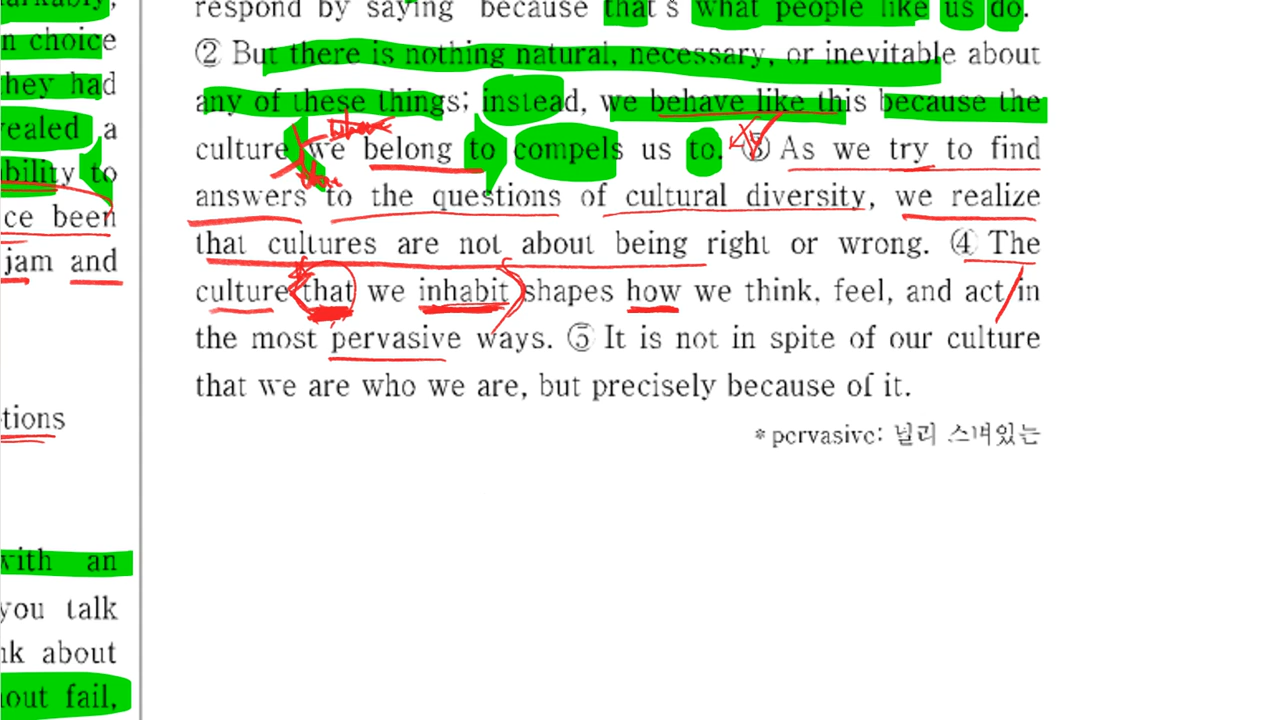 n choice
hey had
vealed a
bility to
ce been
jam and
tions
with an
you talk
nk about
hout fail,
respond by saying because that's what people like us do.
② But there is nothing natural, necessary, or inevitable about
any of these things; instead, we behave like this because the
culture we belong to compels us to. ③ As we try to find
answers to the questions of cultural diversity, we realize
that cultures are not about being right or wrong. ④ The
culture that we inhabit shapes how we think, feel, and act in
the most pervasive ways. ⑤ It is not in spite of our culture
that we are who we are, but precisely because of it.
* pervasive: 널리 스며있는